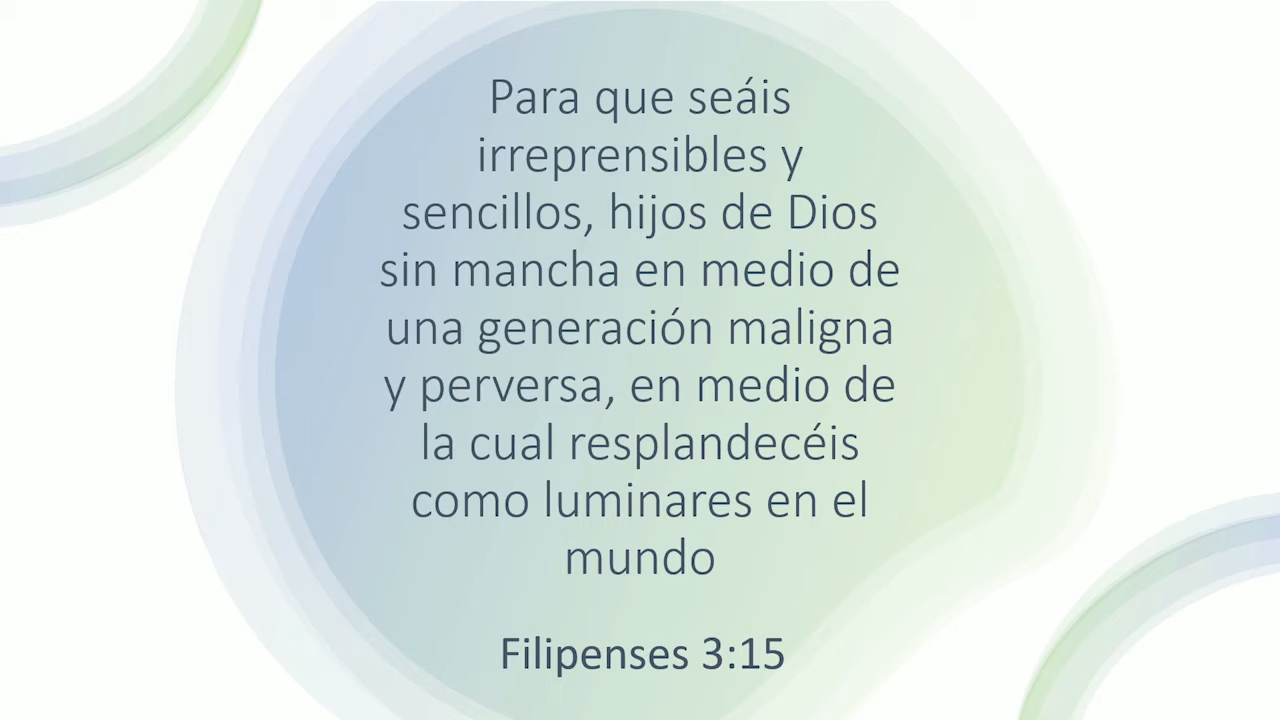 Para que seáis
irreprensibles y
sencillos, hijos de Dios
sin mancha en medio de
una generación maligna
y perversa, en medio de
la cual resplandecéis
como luminares en el
mundo
Filipenses 3:15